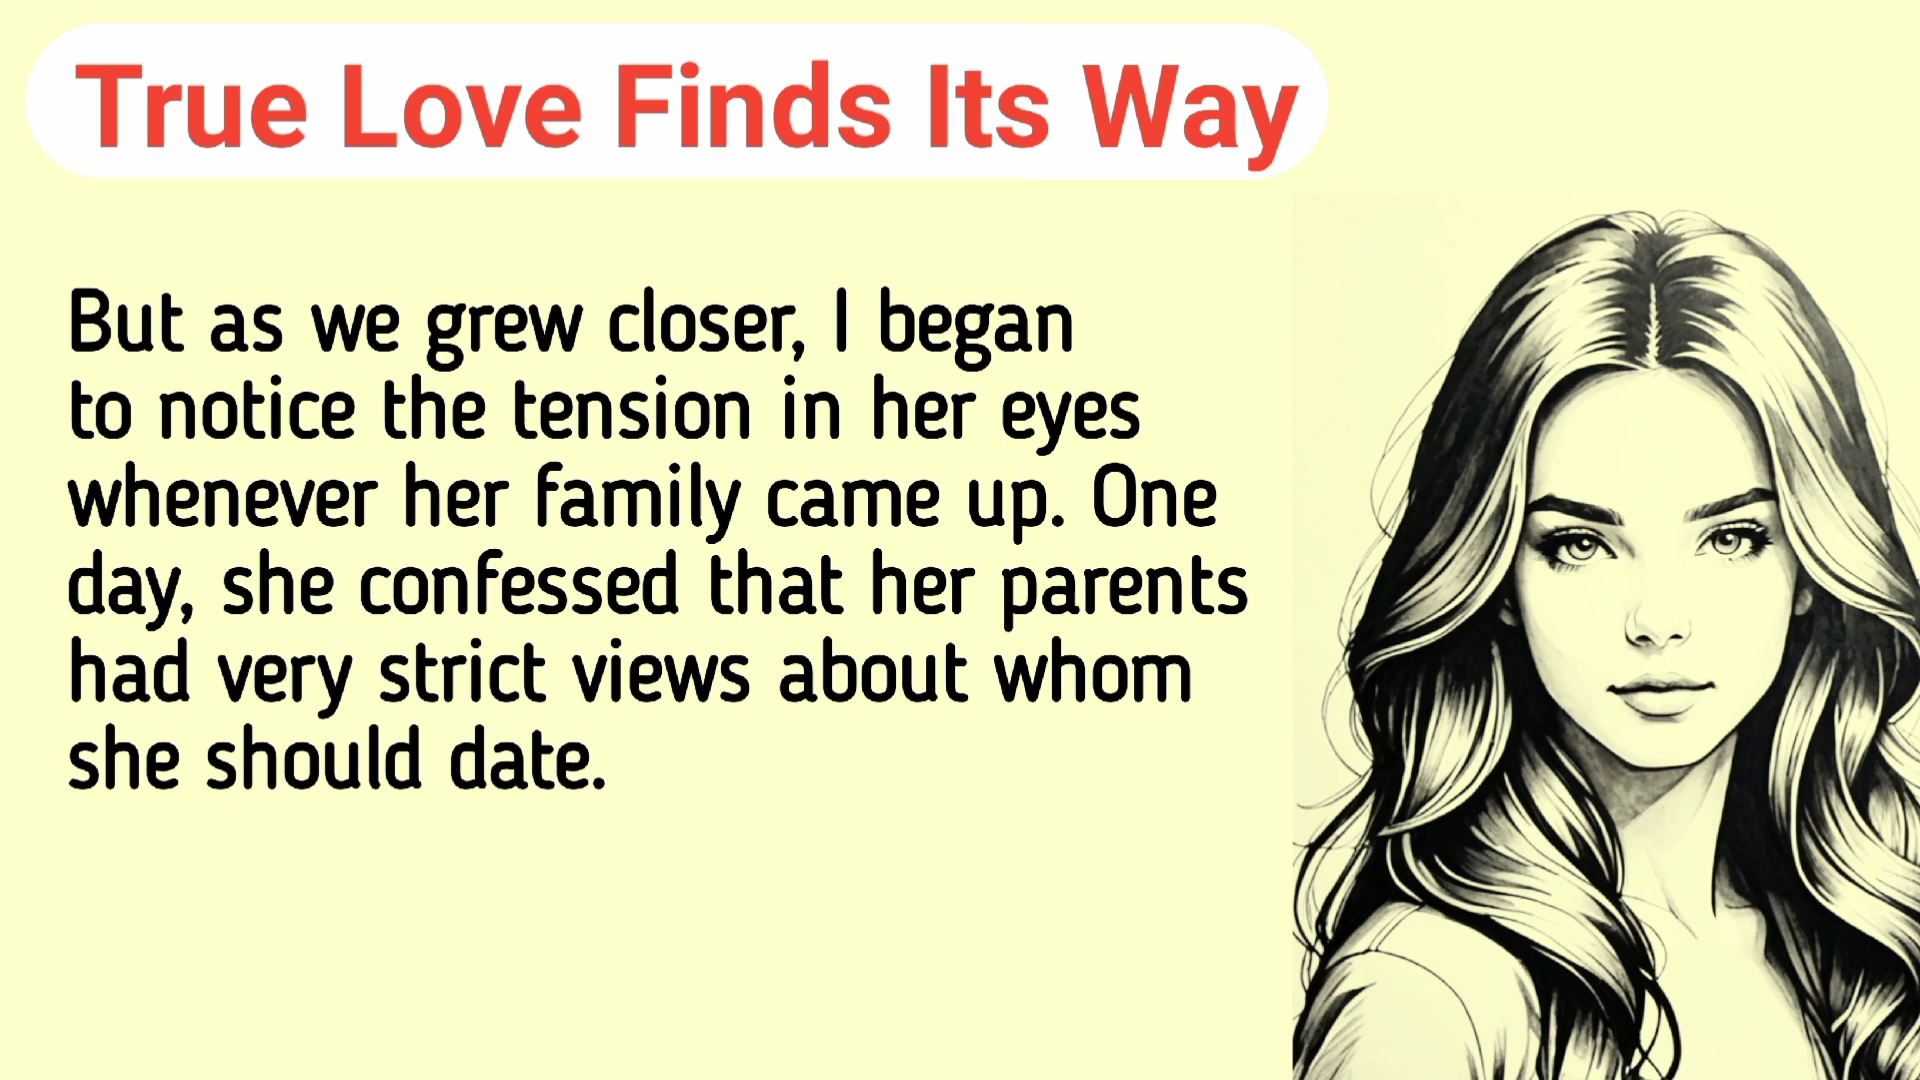 True Love Finds Its Way
But as we grew closer, I began
to notice the tension in her eyes
whenever her family came up. One
day, she confessed that her parents
had very strict views about whom
she should date.